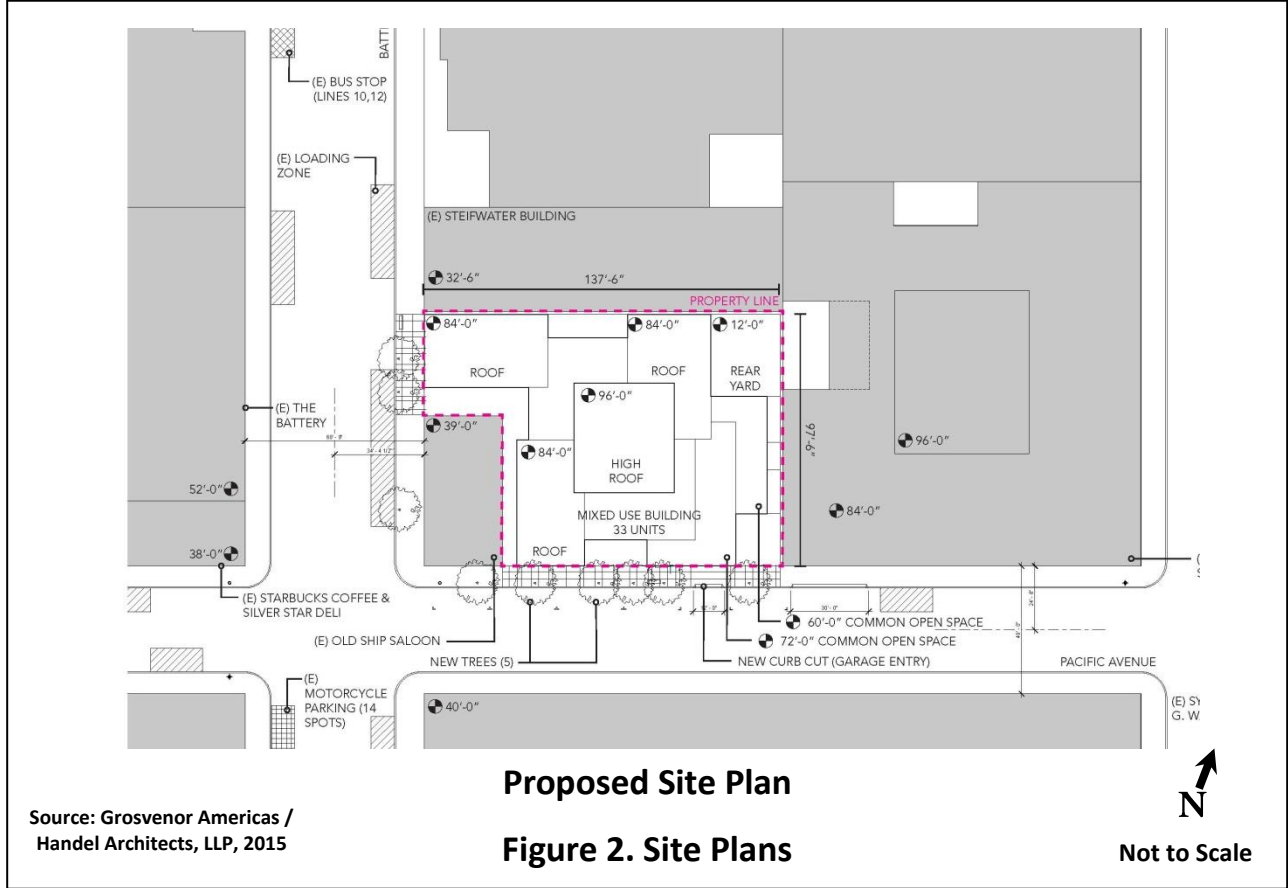 BATT
(E) BUS STOP
(LINES 10,12)
(E) LOADING
ZONE
(E) STEIFWATER BUILDING
32'-6"
137'-6"
PROPERTY LINE
84'-0"
84'-0"
12'-0"
ROOF
ROOF
REAR
YARD
96'-0"
97'-6"
(E) THE
BATTERY
39'-0"
84'-0"
HIGH
ROOF
96'-0"
52'-0"
MIXED USE BUILDING
33 UNITS
84'-0"
38'-0"
ROOF
(E) STARBUCKS COFFEE &
SILVER STAR DELI
60'-0" COMMON OPEN SPACE
(E) OLD SHIP SALOON
72'-0" COMMON OPEN SPACE
NEW TREES (5)
NEW CURB CUT (GARAGE ENTRY)
PACIFIC AVENUE
(E)
MOTORCYCLE
PARKING (14
SPOTS)
40'-0"
(E) SY
G. W.
Proposed Site Plan
Source: Grosvenor Americas /
Handel Architects, LLP, 2015
Figure 2. Site Plans
N
Not to Scale